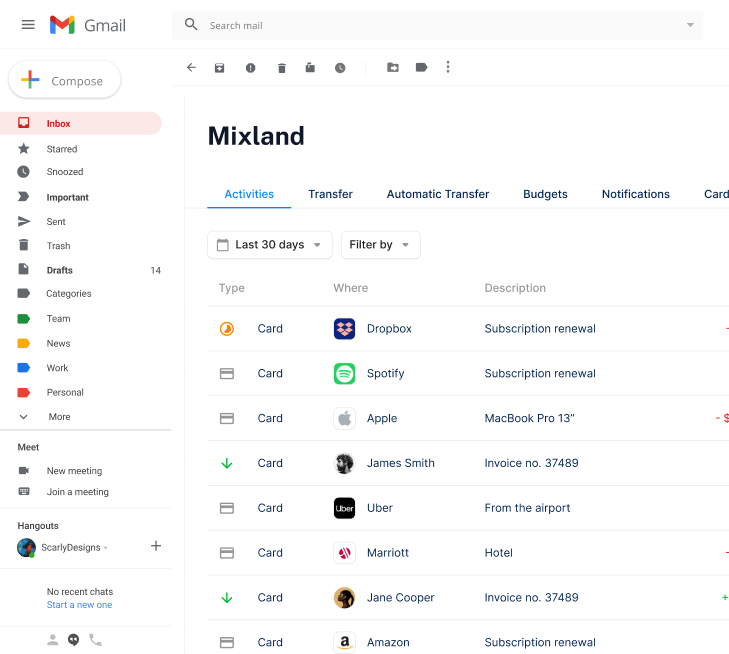 Gmail
Search mail
Compose
Inbox
Starred
Snoozed
Important
Sent
Trash
Drafts 14
Categories
Team
News
Work
Personal
More
Meet
New meeting
Join a meeting
Hangouts
ScarlyDesigns
No recent chats
Start a new one
Mixland
Activities Transfer Automatic Transfer Budgets Notifications Card
Last 30 days Filter by
Type Where Description
Card Dropbox Subscription renewal -
Card Spotify Subscription renewal
Card Apple MacBook Pro 13” - $
Card James Smith Invoice no. 37489
Card Uber Uber From the airport
Card Marriott Hotel -
Card Jane Cooper Invoice no. 37489 +
Card a Amazon Subscription renewal